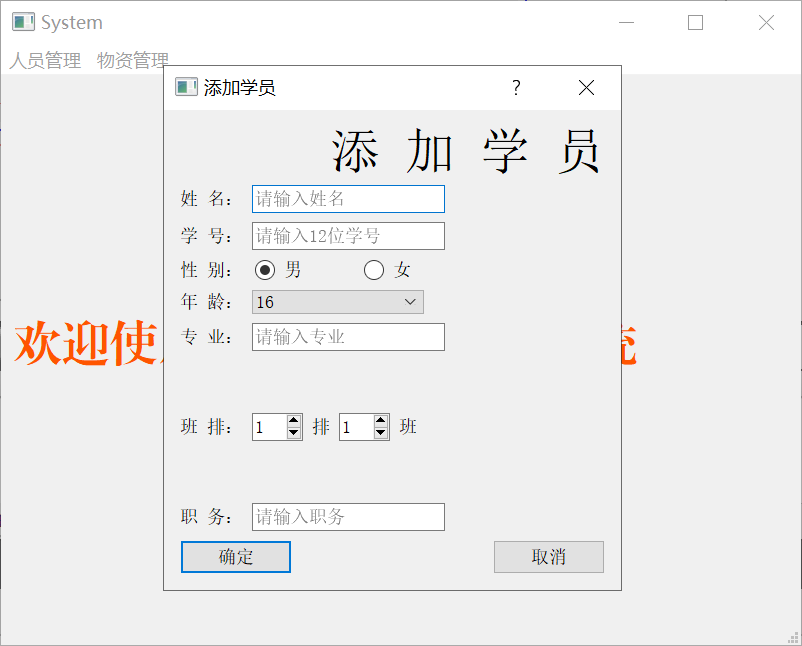 System
人员管理 物资管理
添加学员
添 加 学 员
姓 名： 请输入姓名
学 号： 请输入12位学号
性 别： 男 女
年 龄： 16
欢迎使 统
专 业： 请输入专业
班 排： 1 排 1 班
职 务： 请输入职务
确定 取消